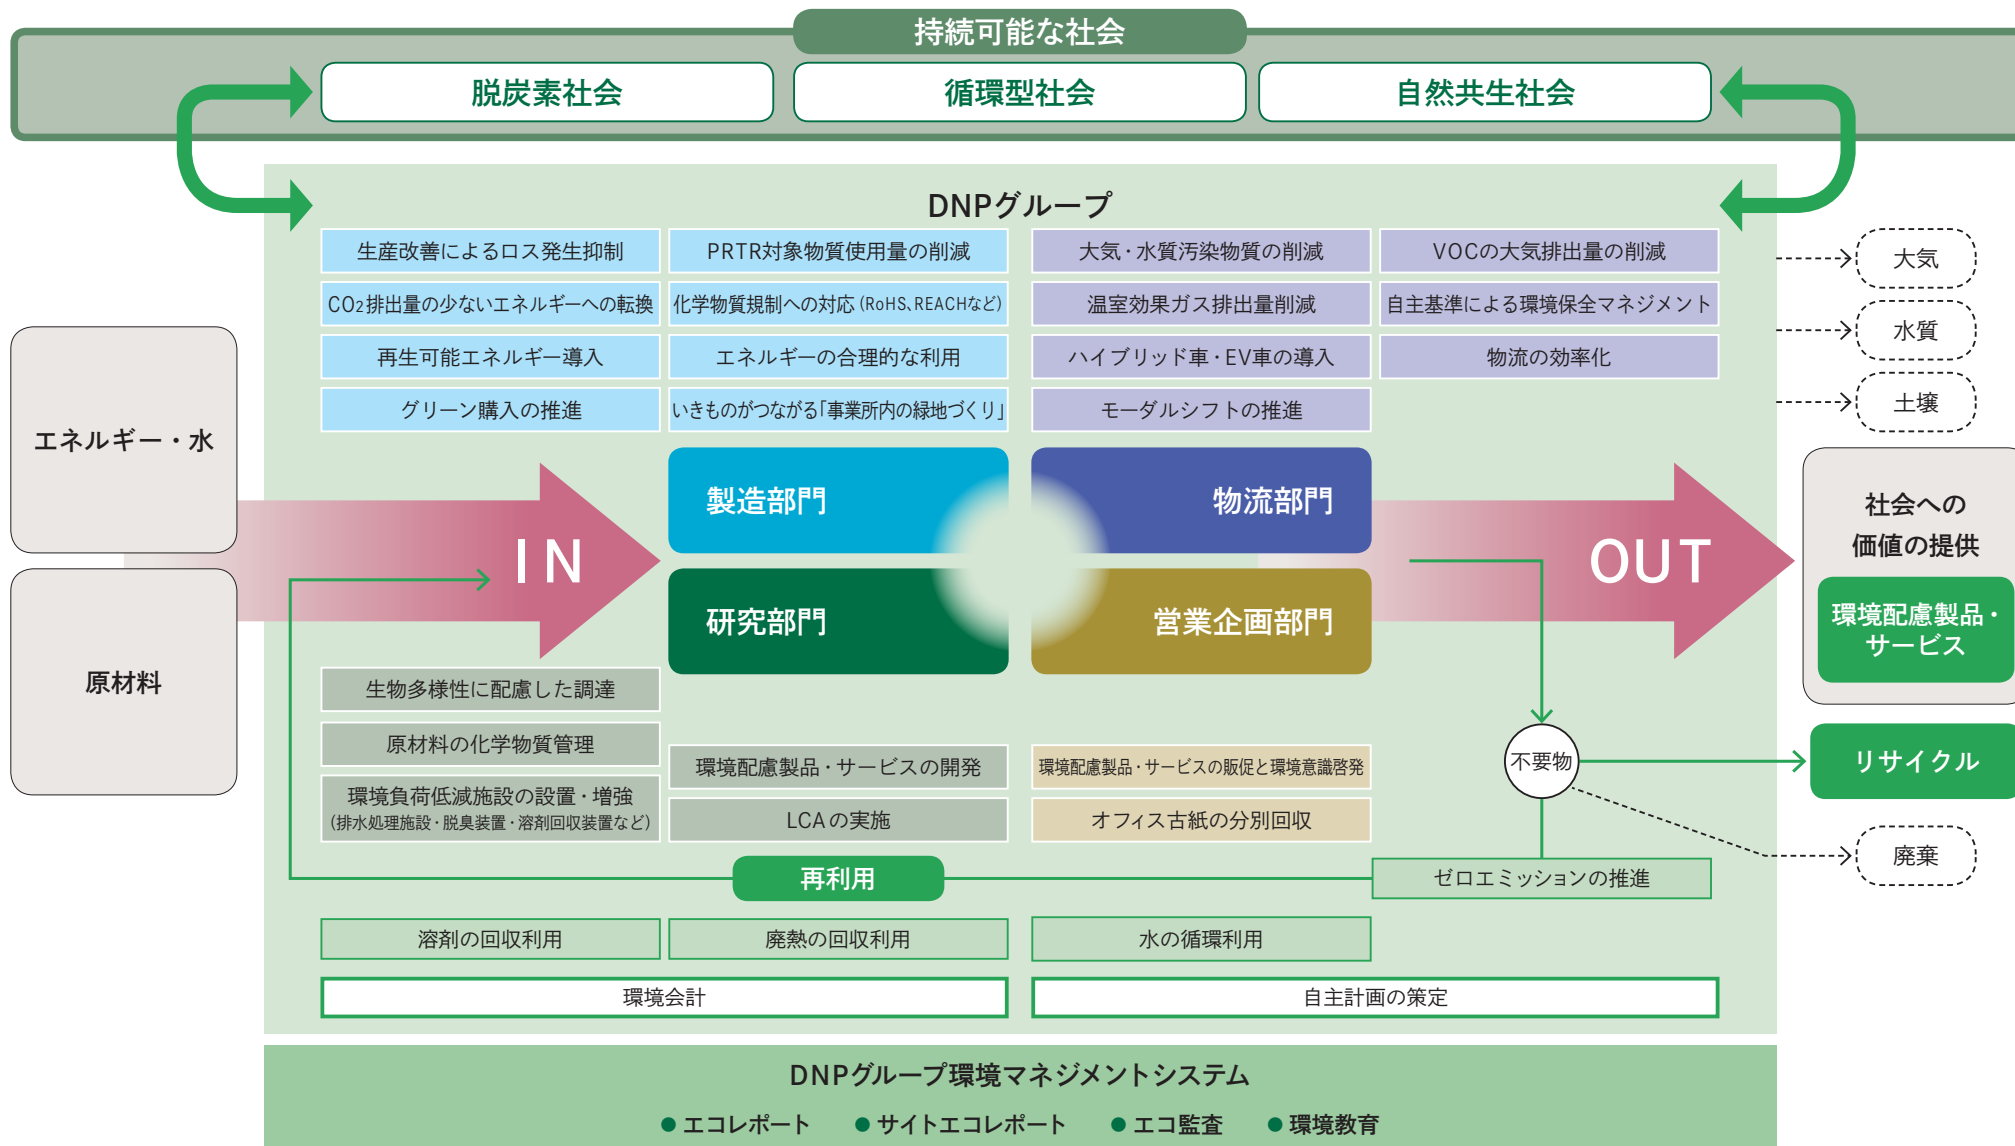 持続可能な社会
脱炭素社会
循環型社会
自然共生社会
DNPグループ
生産改善によるロス発生抑制
PRTR対象物質使用量の削減
大気・水質汚染物質の削減
VOCの大気排出量の削減
CO2排出量の少ないエネルギーへの転換
化学物質規制への対応(RoHS、REACHなど)
温室効果ガス排出量削減
自主基準による環境保全マネジメント
再生可能エネルギー導入
エネルギーの合理的な利用
ハイブリッド車・EV車の導入
物流の効率化
グリーン購入の推進
いきものがつながる「事業所内の緑地づくり」
モーダルシフトの推進
大気
水質
土壌
エネルギー・水
原材料
IN
製造部門
物流部門
研究部門
営業企画部門
OUT
社会への
価値の提供
環境配慮製品・
サービス
生物多様性に配慮した調達
原材料の化学物質管理
環境負荷低減施設の設置・増強
(排水処理施設・脱臭装置・溶剤回収装置など)
環境配慮製品・サービスの開発
LCAの実施
環境配慮製品・サービスの販促と環境意識啓発
オフィス古紙の分別回収
不要物
リサイクル
廃棄
再利用
ゼロエミッションの推進
溶剤の回収利用
廃熱の回収利用
水の循環利用
環境会計
自主計画の策定
DNPグループ環境マネジメントシステム
●エコレポート ●サイトエコレポート ●エコ監査 ●環境教育